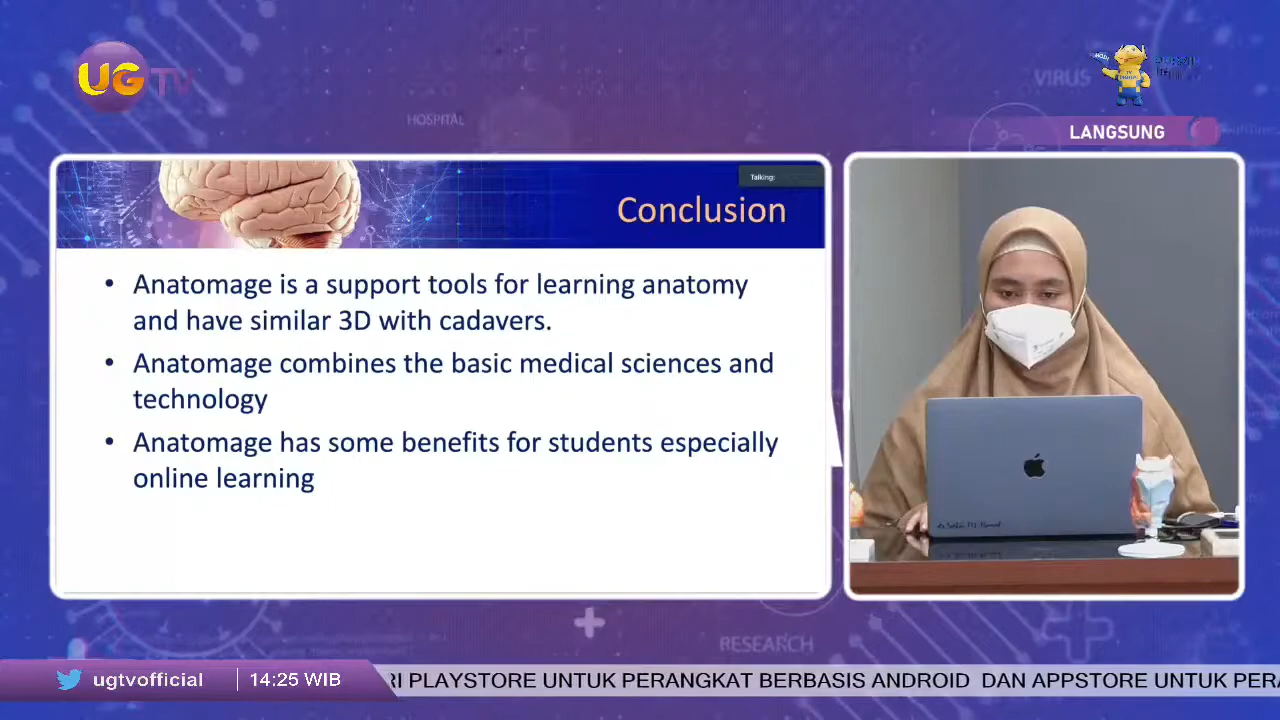 UGTV
HOSPITAL
VIRUS
LANGSUNG
Talking:
Conclusion
• Anatomage is a support tools for learning anatomy
and have similar 3D with cadavers.
• Anatomage combines the basic medical sciences and
technology
• Anatomage has some benefits for students especially
online learning
RESEARCH
ugtvofficial
14:25 WIB
RI PLAYSTORE UNTUK PERANGKAT BERBASIS ANDROID DAN APPSTORE UNTUK PERA